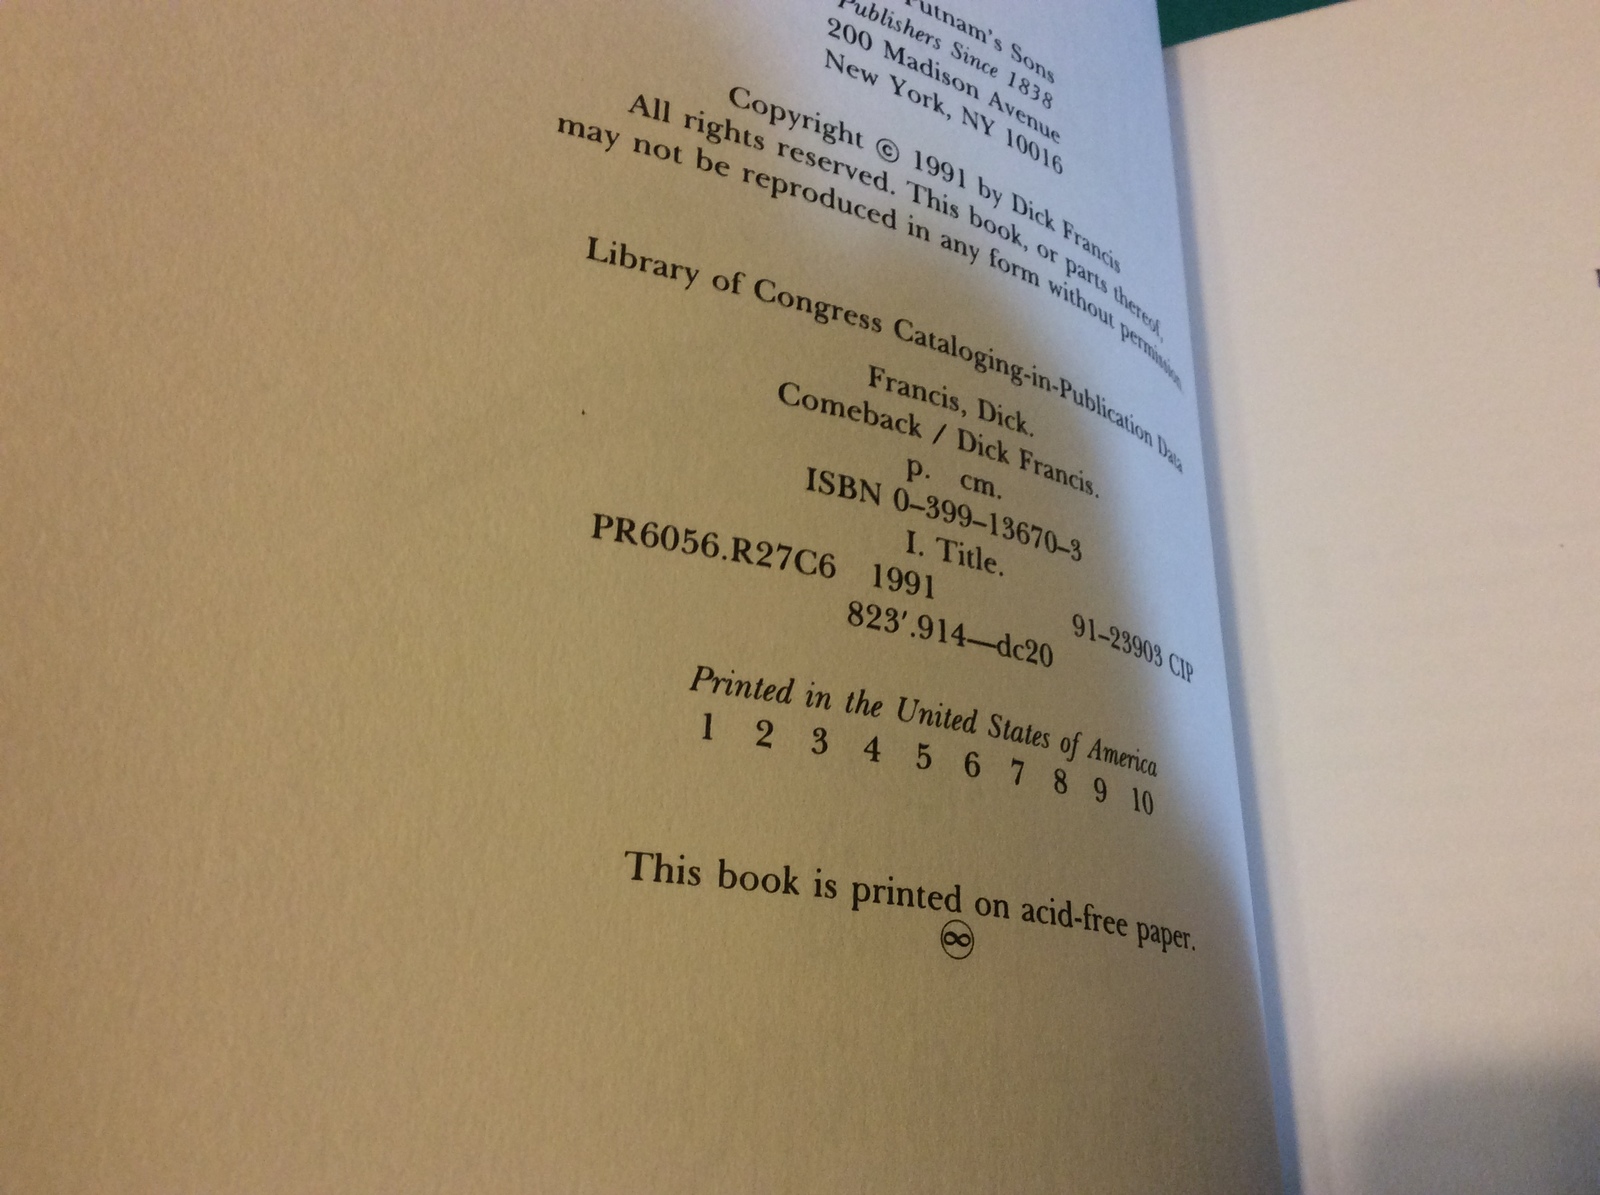 Putnam's Sons
Publishers Since 1838
200 Madison Avenue
New York, NY 10016
Copyright © 1991 by Dick Francis
All rights reserved. This book, or parts thereof,
may not be reproduced in any form without permission
Library of Congress Cataloging-in-Publication Data
Francis, Dick.
Comeback / Dick Francis.
p. cm.
ISBN 0–399–13670–3
I. Title.
PR6056.R27C6 1991
823′.914—dc20 91–23903 CIP
Printed in the United States of America
1 2 3 4 5 6 7 8 9 10
This book is printed on acid-free paper.
♾